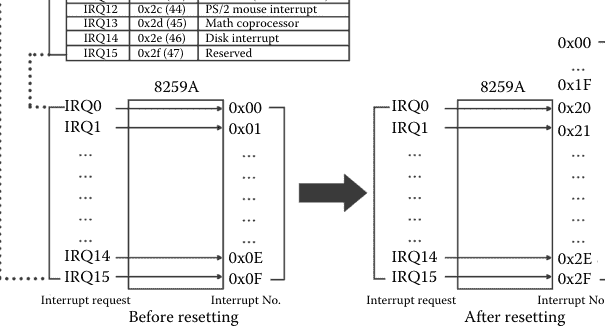 IRQ12 0x2c (44) PS/2 mouse interrupt
IRQ13 0x2d (45) Math coprocessor
IRQ14 0x2e (46) Disk interrupt
IRQ15 0x2f (47) Reserved
8259A
IRQ0 0x00
IRQ1 0x01
... ...
... ...
... ...
... ...
IRQ14 0x0E
IRQ15 0x0F
Interrupt request Interrupt No.
Before resetting
0x00
...
0x1F
8259A
IRQ0 0x20
IRQ1 0x21
... ...
... ...
... ...
... ...
IRQ14 0x2E
IRQ15 0x2F
Interrupt request Interrupt No
After resetting